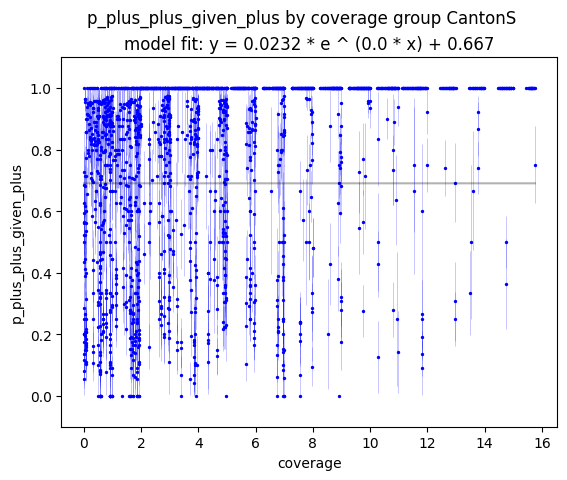 p_plus_plus_given_plus by coverage group CantonS
model fit: y = 0.0232 * e ^ (0.0 * x) + 0.667
1.0
0.8
0.6
0.4
0.2
0.0
p_plus_plus_given_plus
0 2 4 6 8 10 12 14 16
coverage